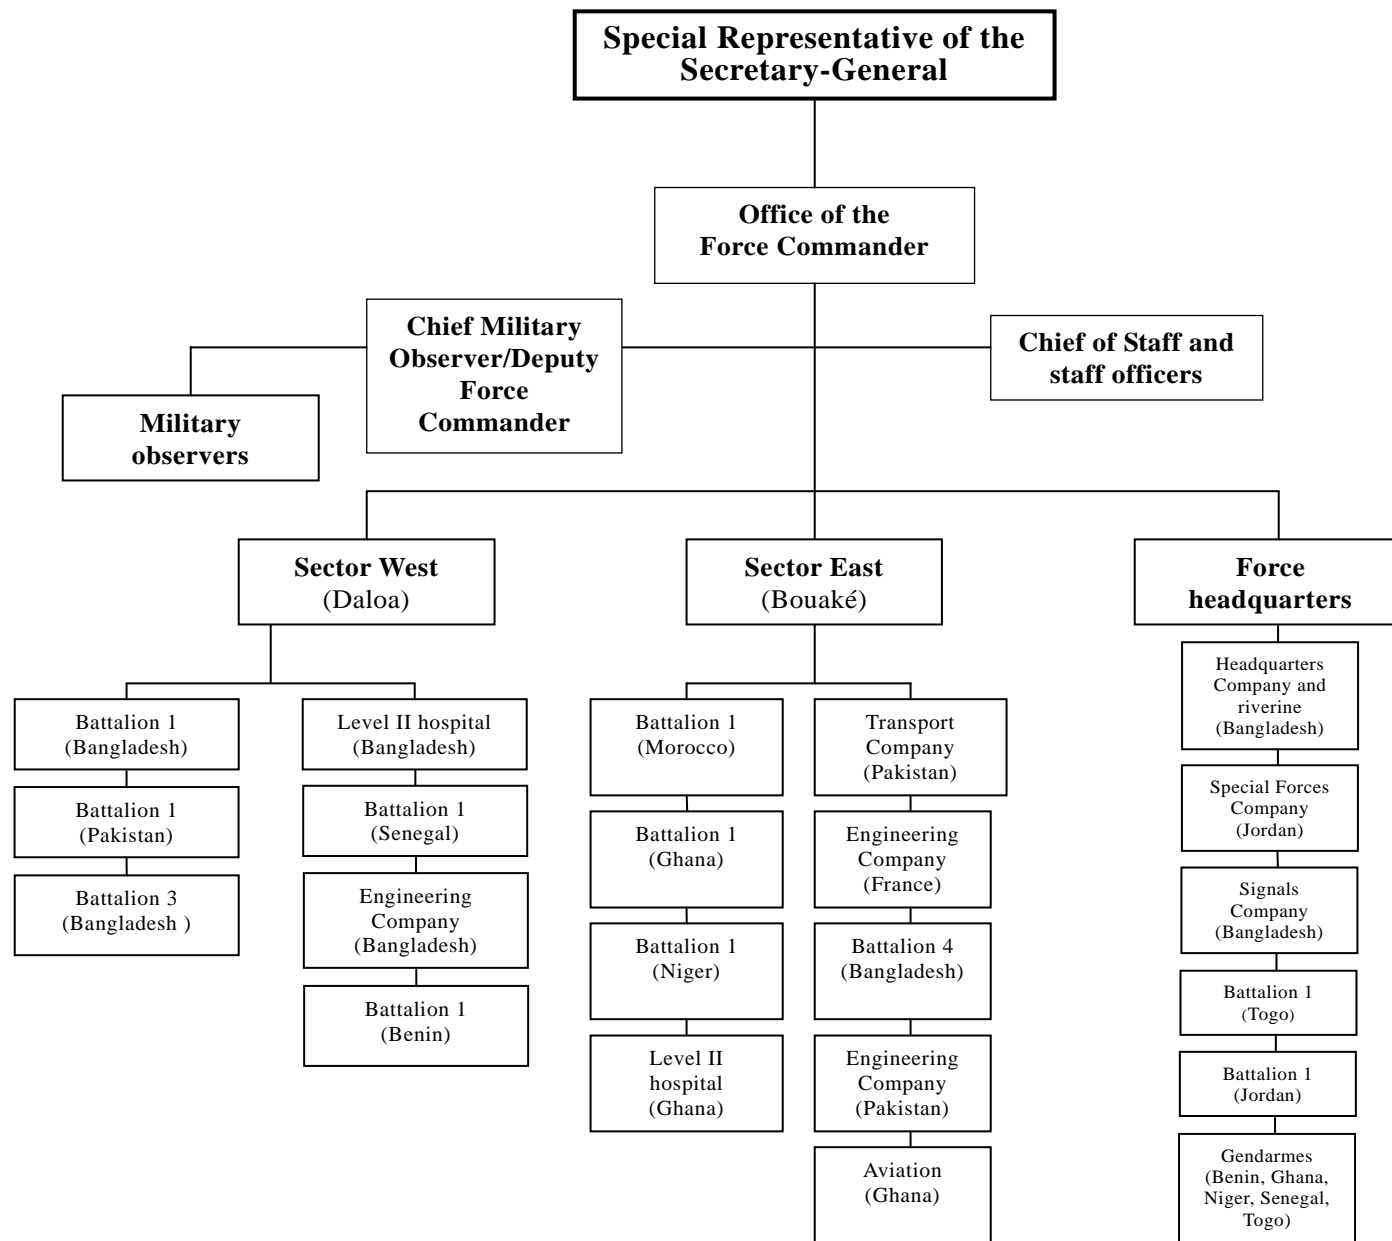 Special Representative of the
Secretary-General
Office of the
Force Commander
Chief Military
Observer/Deputy
Force
Commander
Chief of Staff and
staff officers
Military
observers
Sector West
(Daloa)
Sector East
(Bouaké)
Force
headquarters
Battalion 1
(Bangladesh)
Battalion 1
(Pakistan)
Battalion 3
(Bangladesh )
Level II hospital
(Bangladesh)
Battalion 1
(Senegal)
Engineering
Company
(Bangladesh)
Battalion 1
(Benin)
Battalion 1
(Morocco)
Battalion 1
(Ghana)
Battalion 1
(Niger)
Level II
hospital
(Ghana)
Transport
Company
(Pakistan)
Engineering
Company
(France)
Battalion 4
(Bangladesh)
Engineering
Company
(Pakistan)
Aviation
(Ghana)
Headquarters
Company and
riverine
(Bangladesh)
Special Forces
Company
(Jordan)
Signals
Company
(Bangladesh)
Battalion 1
(Togo)
Battalion 1
(Jordan)
Gendarmes
(Benin, Ghana,
Niger, Senegal,
Togo)